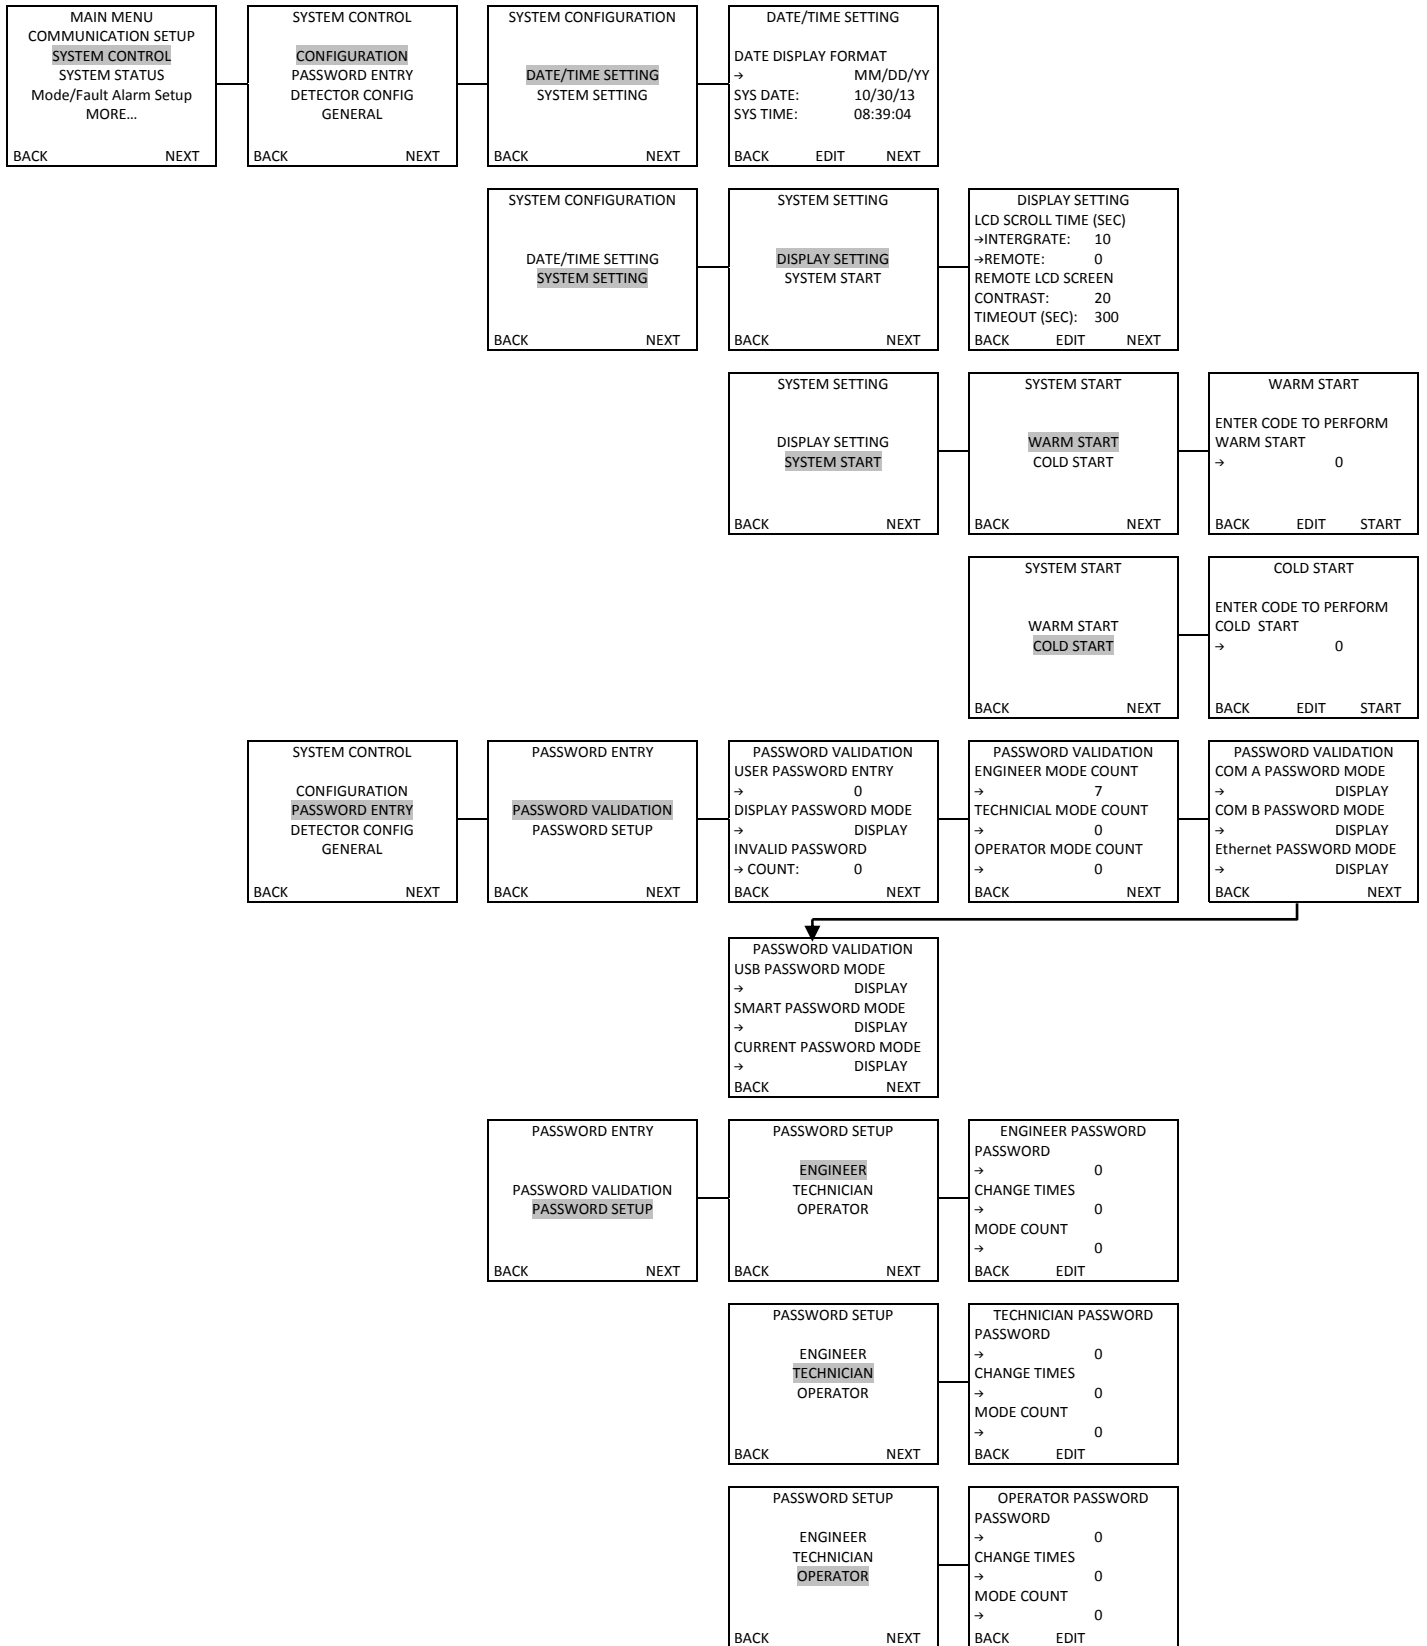 MAIN MENU
COMMUNICATION SETUP
SYSTEM CONTROL
SYSTEM STATUS
Mode/Fault Alarm Setup
MORE...
BACK NEXT
SYSTEM CONTROL
CONFIGURATION
PASSWORD ENTRY
DETECTOR CONFIG
GENERAL
BACK NEXT
SYSTEM CONFIGURATION
DATE/TIME SETTING
SYSTEM SETTING
BACK NEXT
DATE/TIME SETTING
DATE DISPLAY FORMAT
→ MM/DD/YY
SYS DATE: 10/30/13
SYS TIME: 08:39:04
BACK EDIT NEXT
SYSTEM CONFIGURATION
DATE/TIME SETTING
SYSTEM SETTING
BACK NEXT
SYSTEM SETTING
DISPLAY SETTING
SYSTEM START
BACK NEXT
DISPLAY SETTING
LCD SCROLL TIME (SEC)
→INTERGRATE: 10
→REMOTE: 0
REMOTE LCD SCREEN
CONTRAST: 20
TIMEOUT (SEC): 300
BACK EDIT NEXT
SYSTEM SETTING
DISPLAY SETTING
SYSTEM START
BACK NEXT
SYSTEM START
WARM START
COLD START
BACK NEXT
WARM START
ENTER CODE TO PERFORM
WARM START
→ 0
BACK EDIT START
SYSTEM START
WARM START
COLD START
BACK NEXT
COLD START
ENTER CODE TO PERFORM
COLD START
→ 0
BACK EDIT START
SYSTEM CONTROL
CONFIGURATION
PASSWORD ENTRY
DETECTOR CONFIG
GENERAL
BACK NEXT
PASSWORD ENTRY
PASSWORD VALIDATION
PASSWORD SETUP
BACK NEXT
PASSWORD VALIDATION
USER PASSWORD ENTRY
→ 0
DISPLAY PASSWORD MODE
→ DISPLAY
INVALID PASSWORD
→ COUNT: 0
BACK NEXT
PASSWORD VALIDATION
ENGINEER MODE COUNT
→ 7
TECHNICIAL MODE COUNT
→ 0
OPERATOR MODE COUNT
→ 0
BACK NEXT
PASSWORD VALIDATION
COM A PASSWORD MODE
→ DISPLAY
COM B PASSWORD MODE
→ DISPLAY
Ethernet PASSWORD MODE
→ DISPLAY
BACK NEXT
PASSWORD VALIDATION
USB PASSWORD MODE
→ DISPLAY
SMART PASSWORD MODE
→ DISPLAY
CURRENT PASSWORD MODE
→ DISPLAY
BACK NEXT
PASSWORD ENTRY
PASSWORD VALIDATION
PASSWORD SETUP
BACK NEXT
PASSWORD SETUP
ENGINEER
TECHNICIAN
OPERATOR
BACK NEXT
ENGINEER PASSWORD
PASSWORD
→ 0
CHANGE TIMES
→ 0
MODE COUNT
→ 0
BACK EDIT
PASSWORD SETUP
ENGINEER
TECHNICIAN
OPERATOR
BACK NEXT
TECHNICIAN PASSWORD
PASSWORD
→ 0
CHANGE TIMES
→ 0
MODE COUNT
→ 0
BACK EDIT
PASSWORD SETUP
ENGINEER
TECHNICIAN
OPERATOR
BACK NEXT
OPERATOR PASSWORD
PASSWORD
→ 0
CHANGE TIMES
→ 0
MODE COUNT
→ 0
BACK EDIT